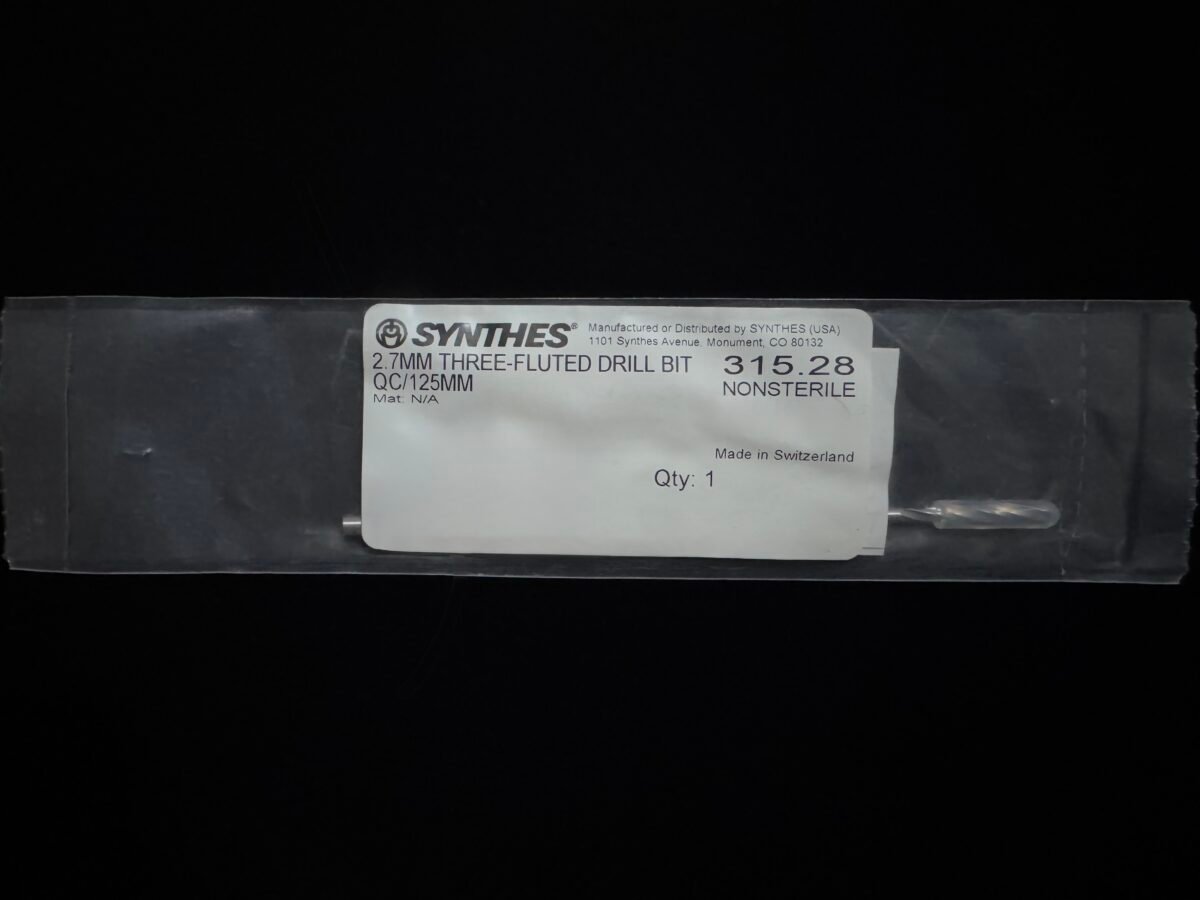 SYNTHES® Manufactured or Distributed by SYNTHES (USA)
1101 Synthes Avenue, Monument, CO 80132
2.7MM THREE-FLUTED DRILL BIT 315.28
QC/125MM NONSTERILE
Mat: N/A
Made in Switzerland
Qty: 1